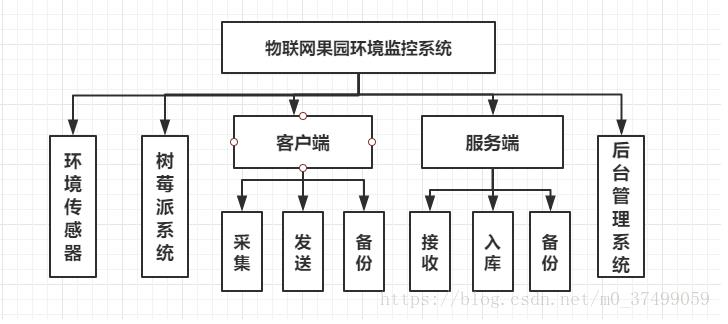 物联网果园环境监控系统
环境传感器
树莓派系统
客户端
服务端
后台管理系统
采集
发送
备份
接收
入库
备份
https://blog.csdn.net/m0_37499059